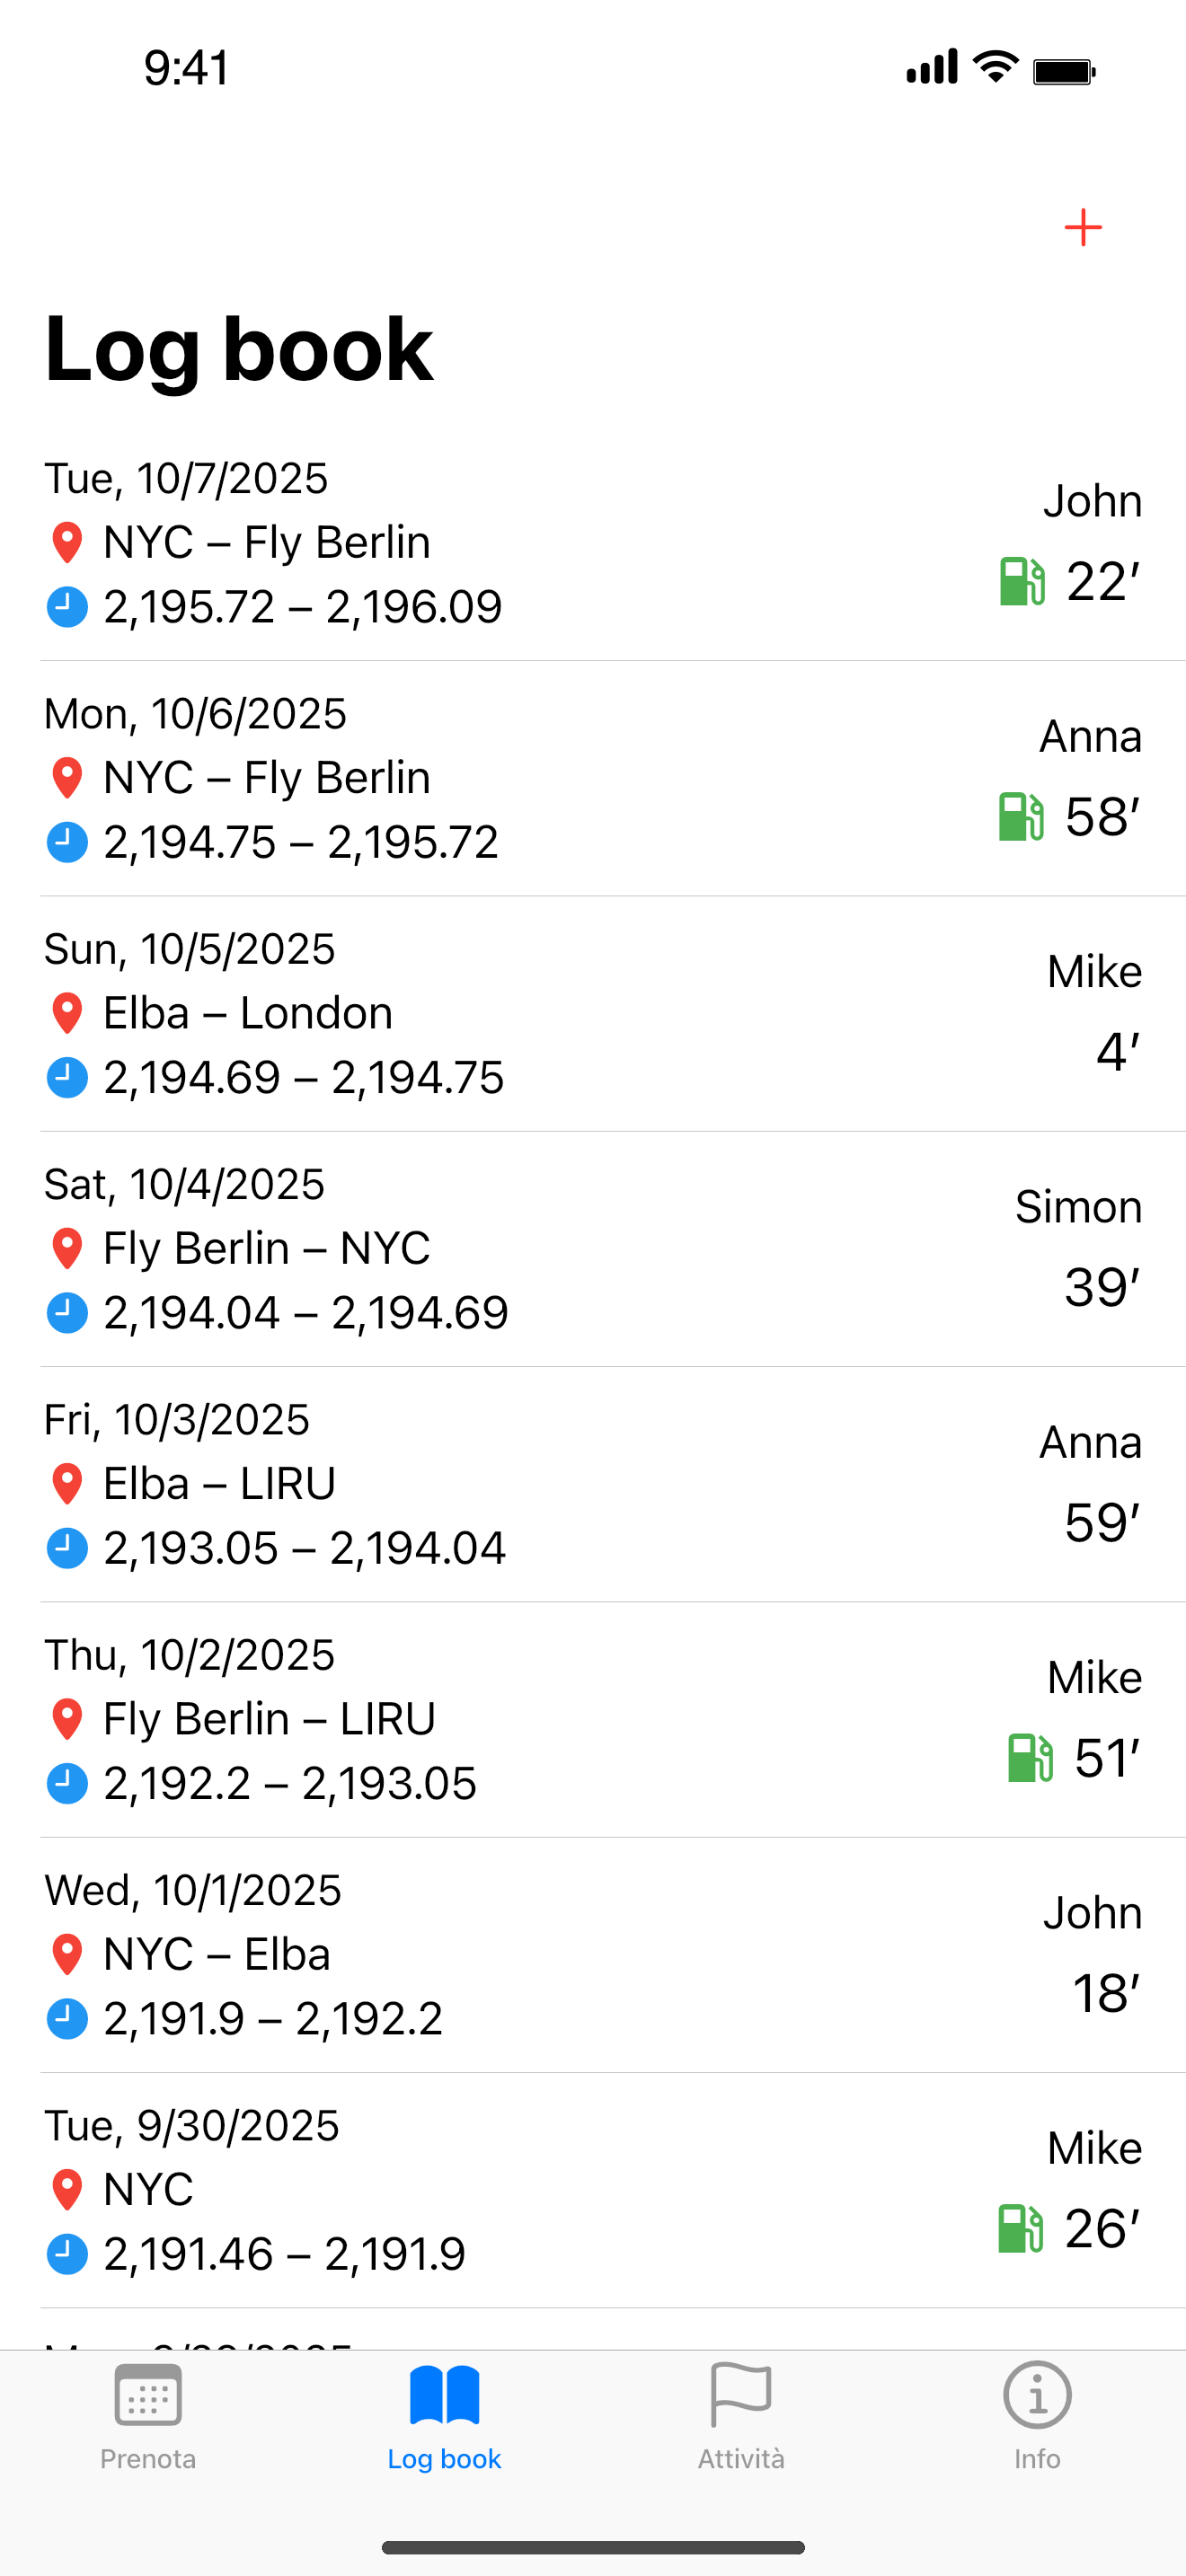 9:41
Log book
Tue, 10/7/2025
NYC – Fly Berlin
2,195.72 – 2,196.09
John
22′
Mon, 10/6/2025
NYC – Fly Berlin
2,194.75 – 2,195.72
Anna
58′
Sun, 10/5/2025
Elba – London
2,194.69 – 2,194.75
Mike
4′
Sat, 10/4/2025
Fly Berlin – NYC
2,194.04 – 2,194.69
Simon
39′
Fri, 10/3/2025
Elba – LIRU
2,193.05 – 2,194.04
Anna
59′
Thu, 10/2/2025
Fly Berlin – LIRU
2,192.2 – 2,193.05
Mike
51′
Wed, 10/1/2025
NYC – Elba
2,191.9 – 2,192.2
John
18′
Tue, 9/30/2025
NYC
2,191.46 – 2,191.9
Mike
26′
Prenota
Log book
Attività
Info